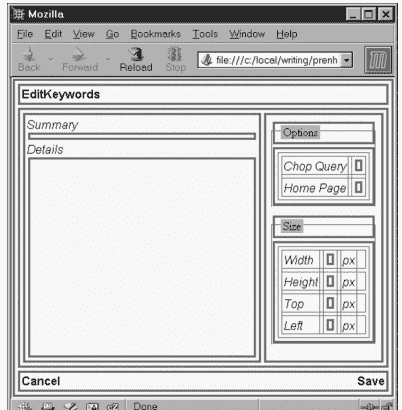 Mozilla
File Edit View Go Bookmarks Tools Window Help
Back Forward Reload Stop file:///c:/local/writing/prenh
EditKeywords
Summary
Details
Options
Chop Query
Home Page
Size
Width px
Height px
Top px
Left px
Cancel Save
Done